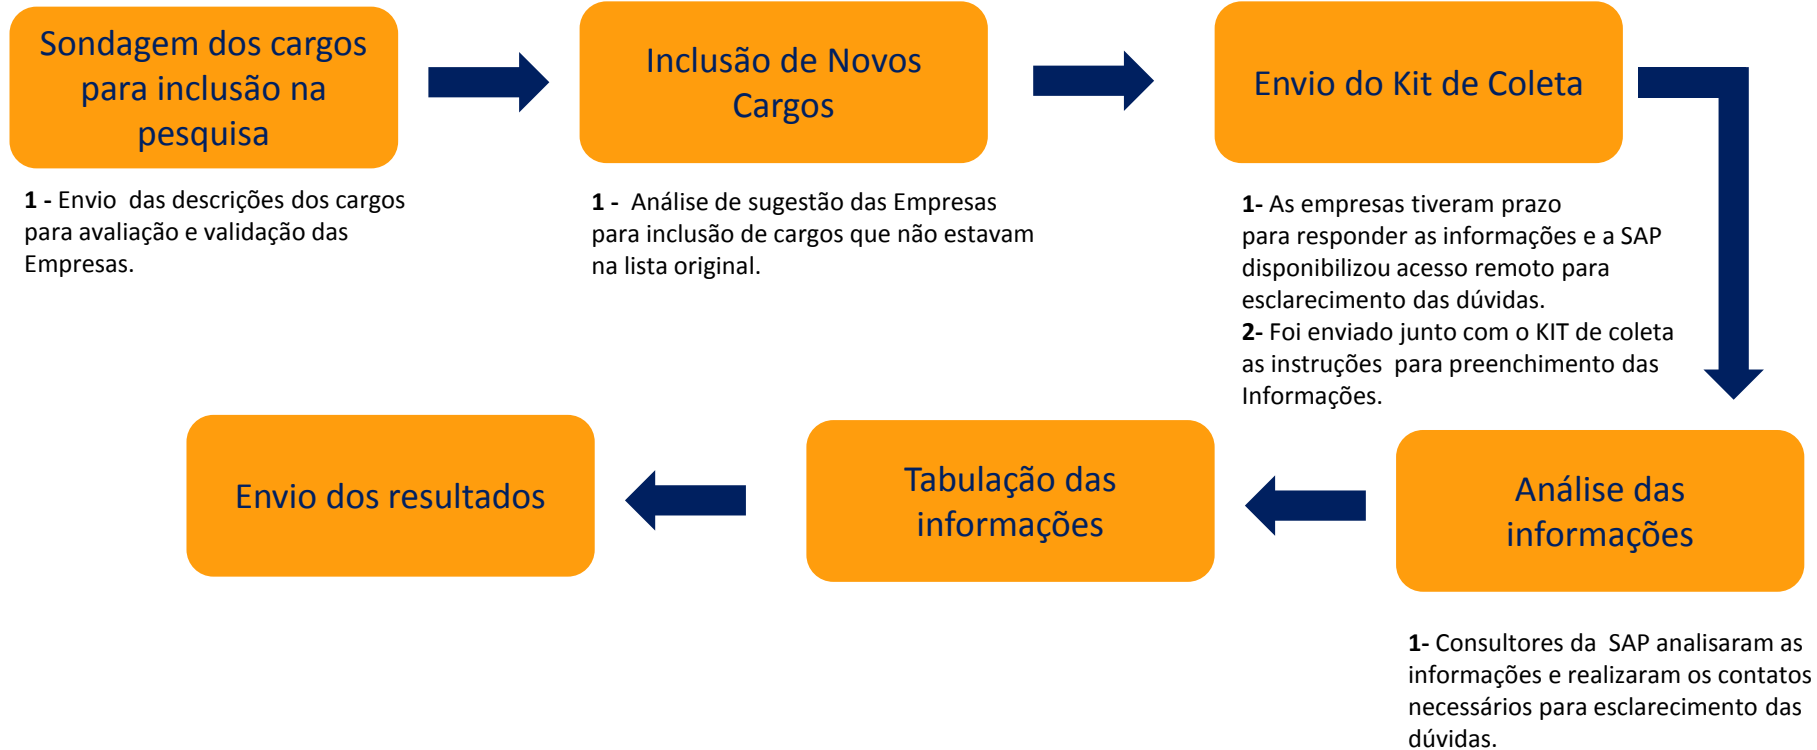 Sondagem dos cargos
para inclusão na
pesquisa
Inclusão de Novos
Cargos
Envio do Kit de Coleta
1 - Envio das descrições dos cargos
para avaliação e validação das
Empresas.
1 - Análise de sugestão das Empresas
para inclusão de cargos que não estavam
na lista original.
1- As empresas tiveram prazo
para responder as informações e a SAP
disponibilizou acesso remoto para
esclarecimento das dúvidas.
2- Foi enviado junto com o KIT de coleta
as instruções para preenchimento das
Informações.
Envio dos resultados
Tabulação das
informações
Análise das
informações
1- Consultores da SAP analisaram as
informações e realizaram os contatos
necessários para esclarecimento das
dúvidas.